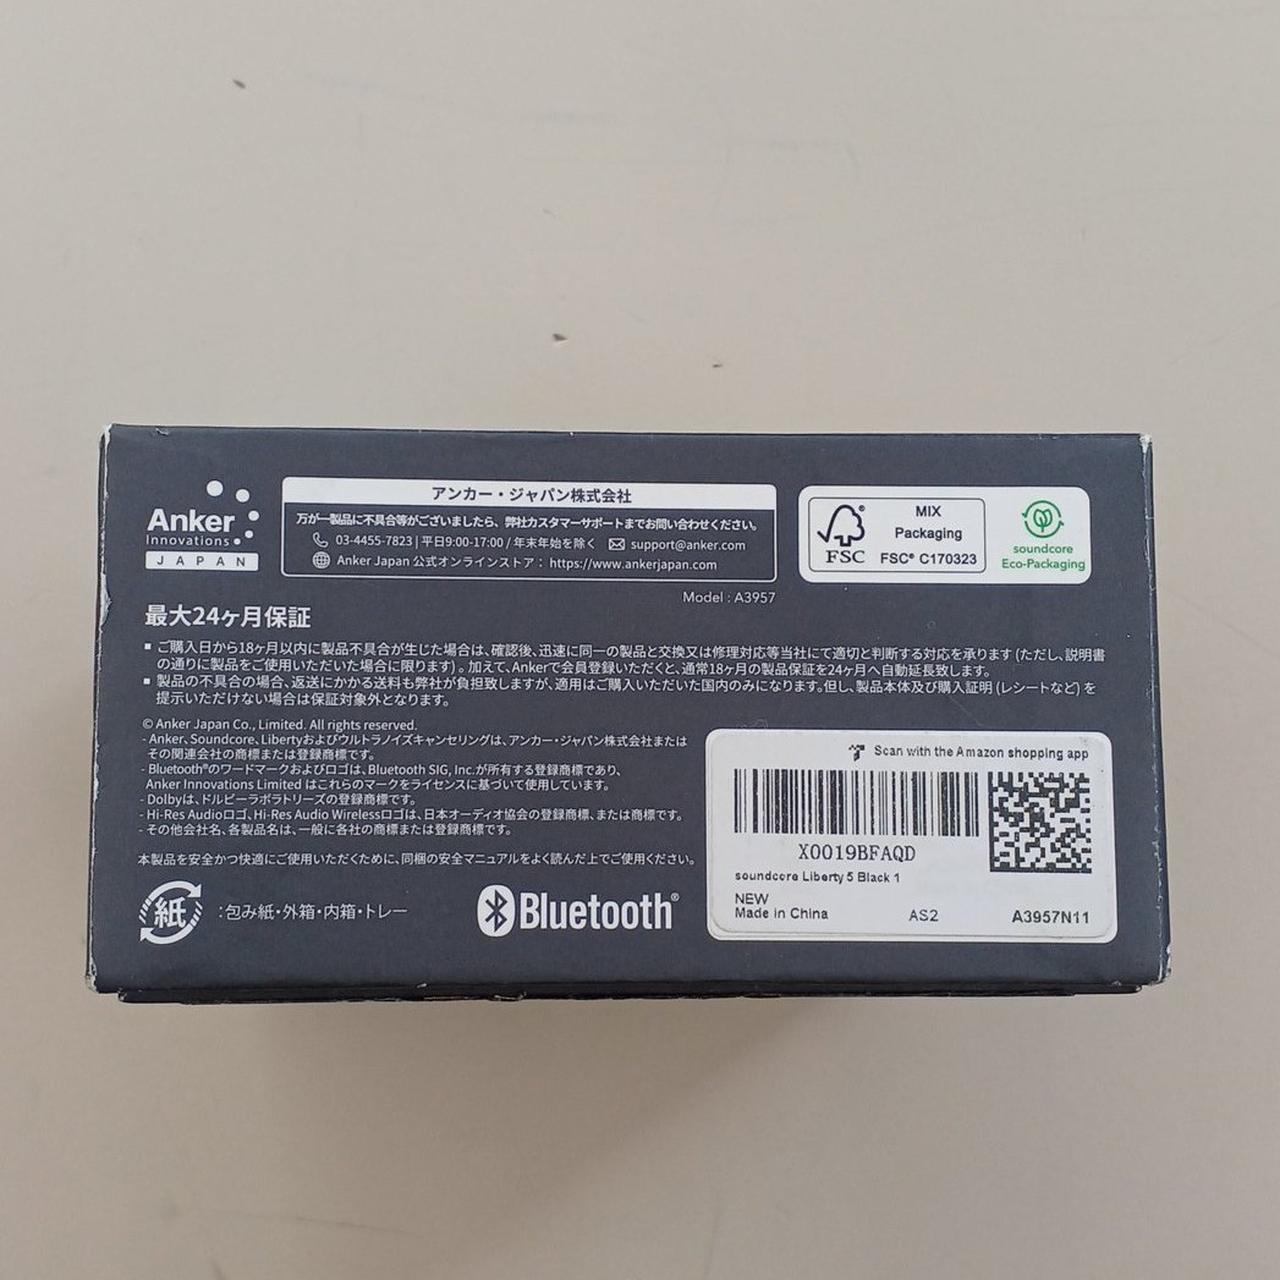 Anker
Innovations
JAPAN
アンカー・ジャパン株式会社
万が一製品に不具合等がございましたら、弊社カスタマーサポートまでお問い合わせください。
03-4455-7823 | 平日9:00-17:00 / 年末年始を除く support@anker.com
Anker Japan 公式オンラインストア： https://www.ankerjapan.com
Model : A3957
FSC
MIX
Packaging
FSC® C170323
soundcore
Eco-Packaging
最大24ヶ月保証
▪ ご購入日から18ヶ月以内に製品不具合が生じた場合は、確認後、迅速に同一の製品と交換又は修理対応等当社にて適切と判断する対応を承ります (ただし、説明書
の通りに製品をご使用いただいた場合に限ります) 。加えて、Ankerで会員登録いただくと、通常18ヶ月の製品保証を24ヶ月へ自動延長致します。
▪ 製品の不具合の場合、返送にかかる送料も弊社が負担致しますが、適用はご購入いただいた国内のみになります。但し、製品本体及び購入証明 (レシートなど) を
提示いただけない場合は保証対象外となります。
© Anker Japan Co., Limited. All rights reserved.
- Anker、Soundcore、Libertyおよびウルトラノイズキャンセリングは、アンカー・ジャパン株式会社または
その関連会社の商標または登録商標です。
- Bluetooth®のワードマークおよびロゴは、Bluetooth SIG, Inc.が所有する登録商標であり、
Anker Innovations Limited はこれらのマークをライセンスに基づいて使用しています。
- Dolbyは、ドルビーラボラトリーズの登録商標です。
- Hi-Res Audioロゴ、Hi-Res Audio Wirelessロゴは、日本オーディオ協会の登録商標、または商標です。
- その他会社名、各製品名は、一般に各社の商標または登録商標です。
本製品を安全かつ快適にご使用いただくために、同梱の安全マニュアルをよく読んだ上でご使用ください。
紙 :包み紙・外箱・内箱・トレー
Bluetooth®
Scan with the Amazon shopping app
X0019BFAQD
soundcore Liberty 5 Black 1
NEW
Made in China AS2 A3957N11